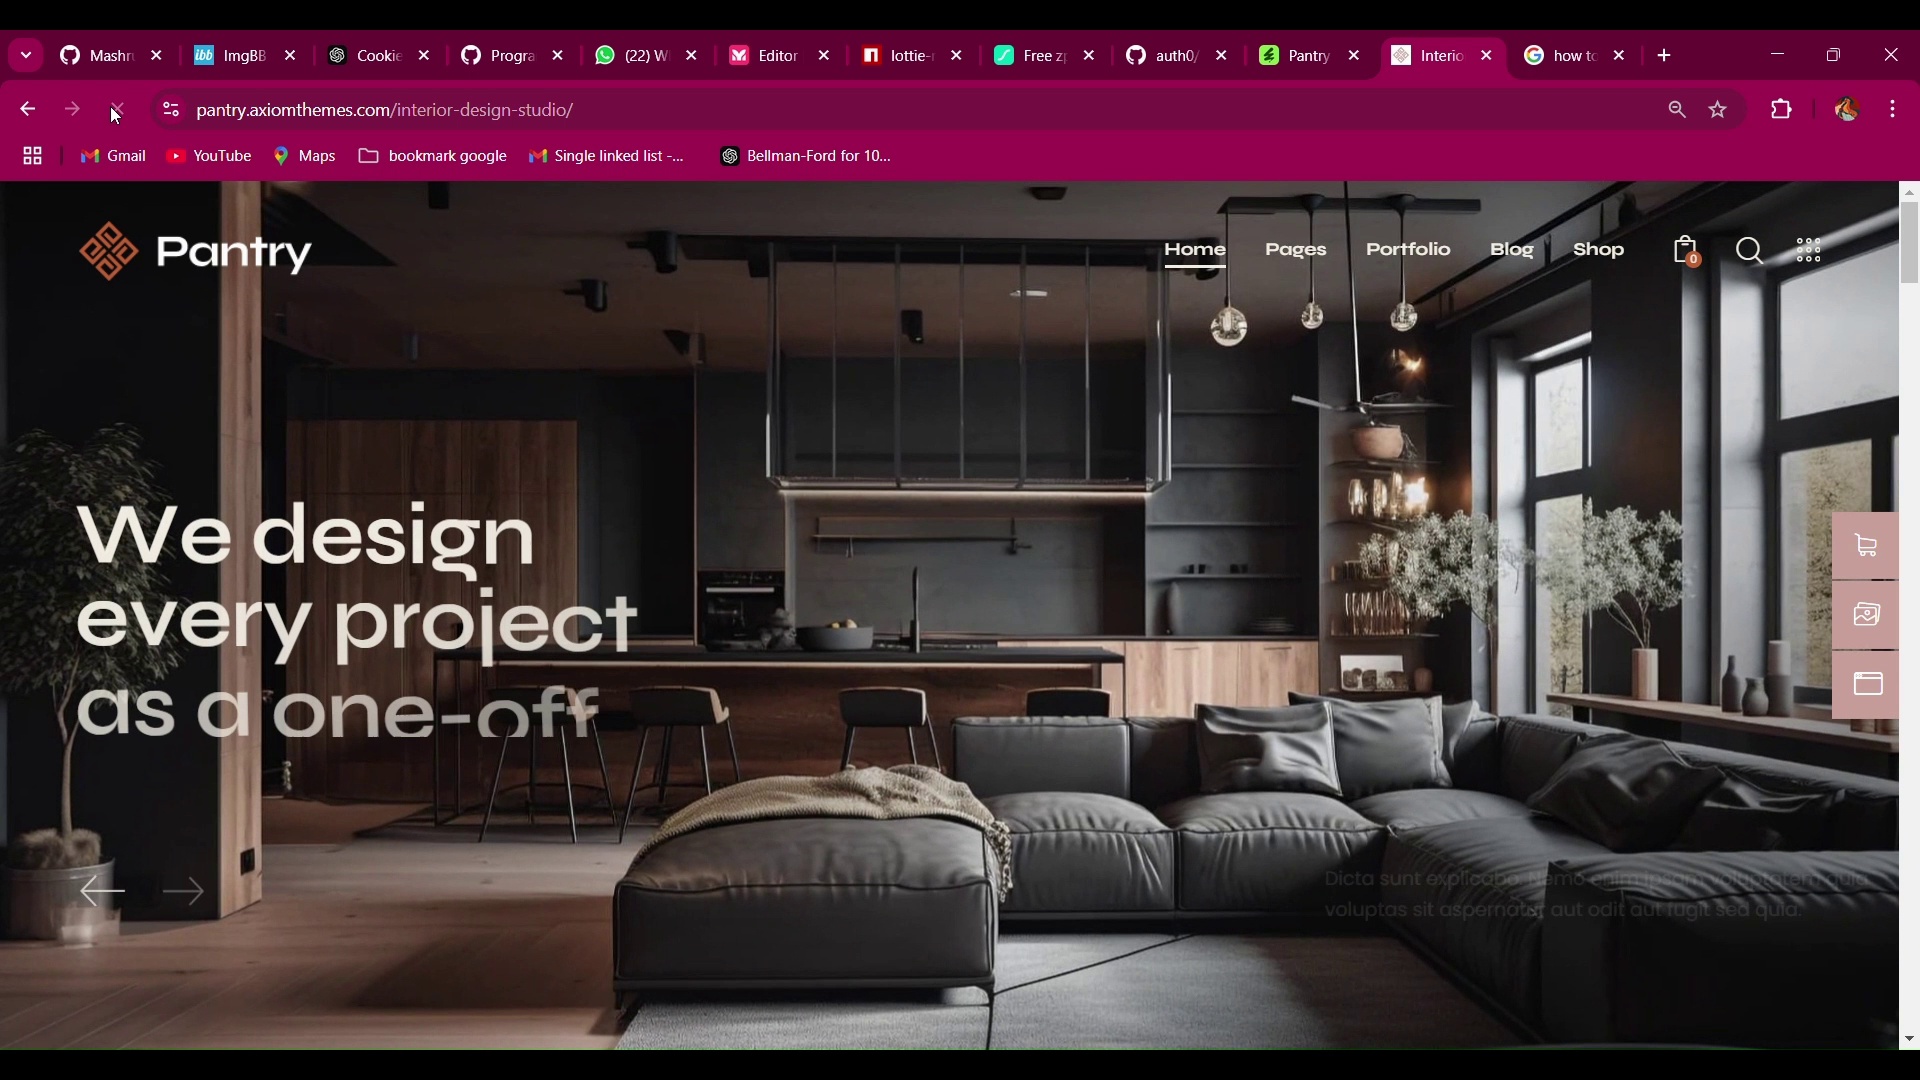 Mashru
ibb ImgBB
Cookie
Progra
(22) W
Editor
lottie-r
Free zp
auth0/
Pantry
Interio
how to
pantry.axiomthemes.com/interior-design-studio/
Gmail
YouTube
Maps
bookmark google
Single linked list -...
Bellman-Ford for 10...
Pantry
Home
Pages
Portfolio
Blog
Shop
0
We design
every project
as a one-off
Dicta sunt explicabo. Nemo enim ipsam voluptatem quia
voluptas sit aspernatur aut odit aut fugit sed quia.